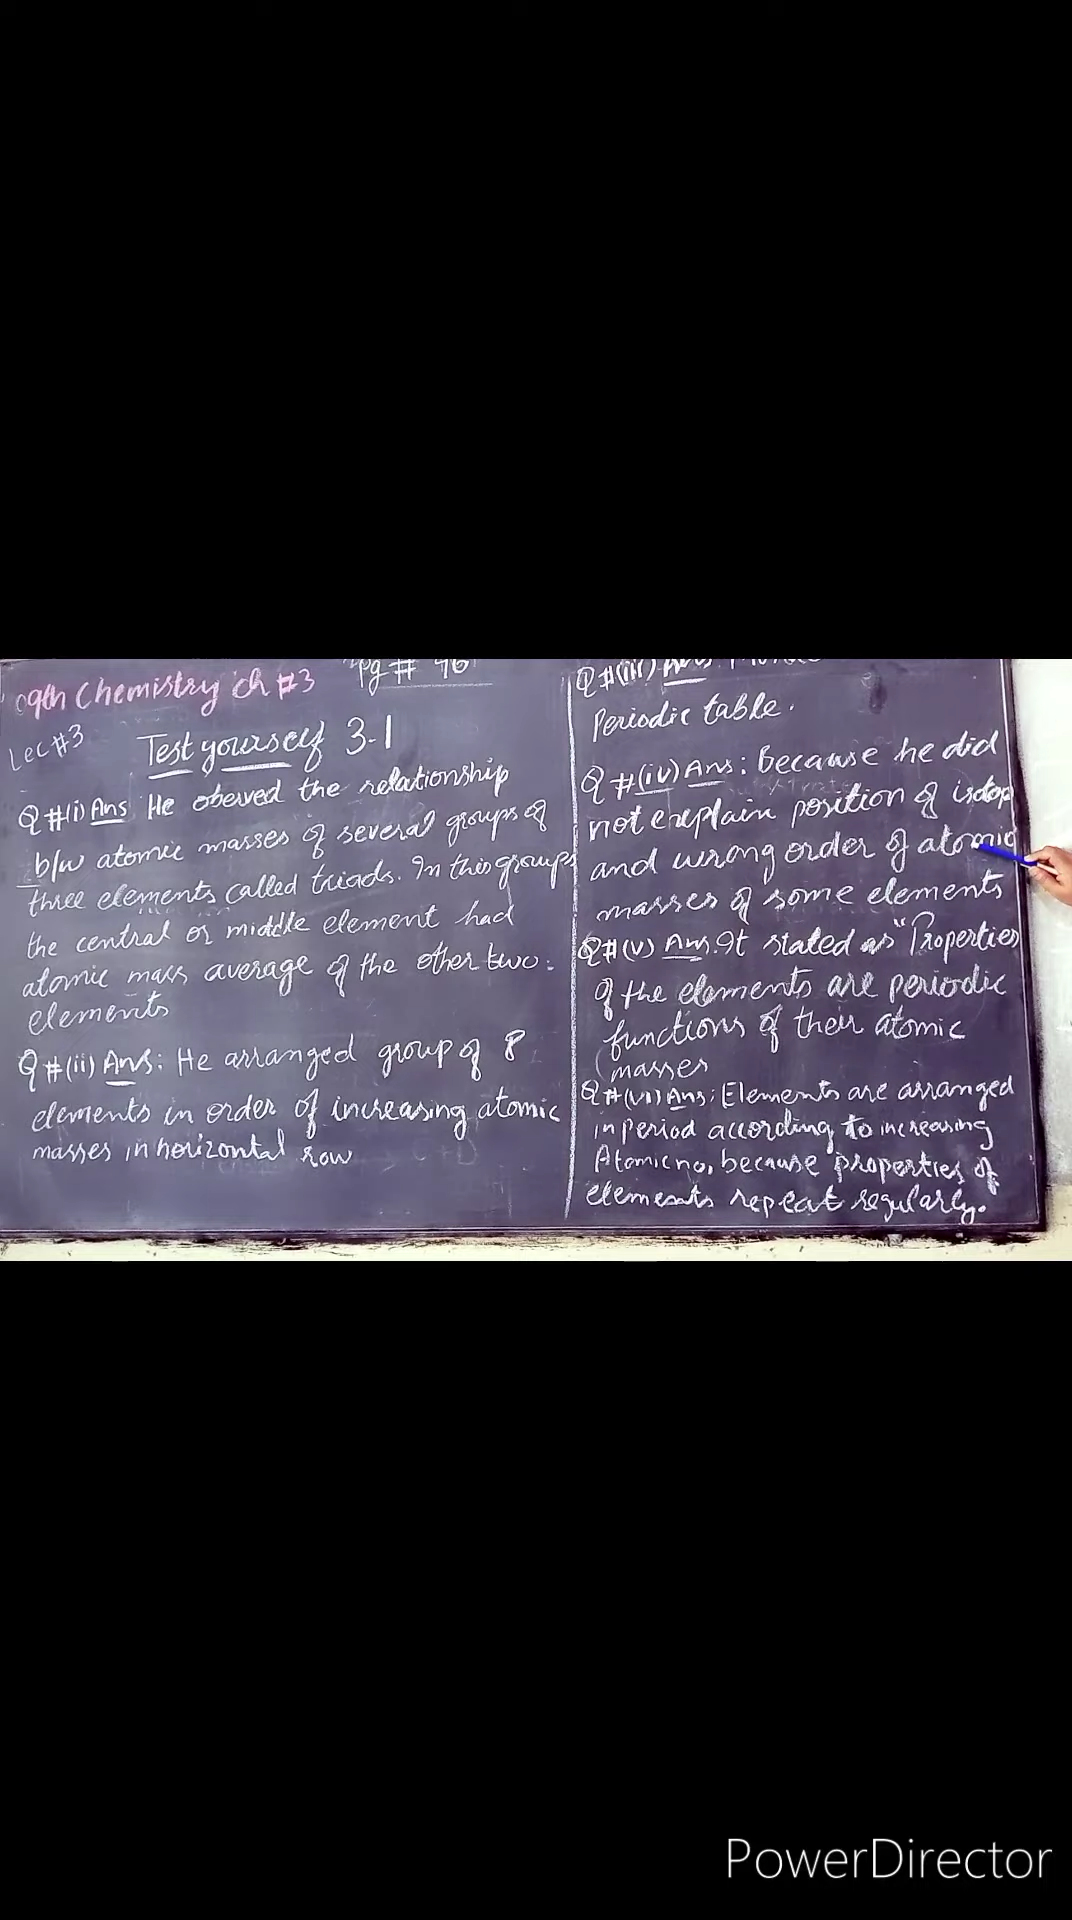 09th Chemistry ch #3
Pg # 46
Lec #3
Test yourself 3.1
Q #(i) Ans He obeved the relationship
b/w atomic masses of several groups of
three elements called triads. In this groups
the central or middle element had
atomic mass average of the other two.
elements
Q #(ii) Ans: He arranged group of 8
elements in order of increasing atomic
masses in horizontal row
Q #(iii) Ans
Periodic table.
Q #(iv) Ans: Because he did
not explain position of isotop
and wrong order of atomic
masses of some elements
Q #(v) Ans. It stated as "Properties
of the elements are periodic
functions of their atomic
masses
Q #(vi) Ans: Elements are arranged
in period according to increasing
Atomic no, because properties of
elements repeat regularly.
PowerDirector